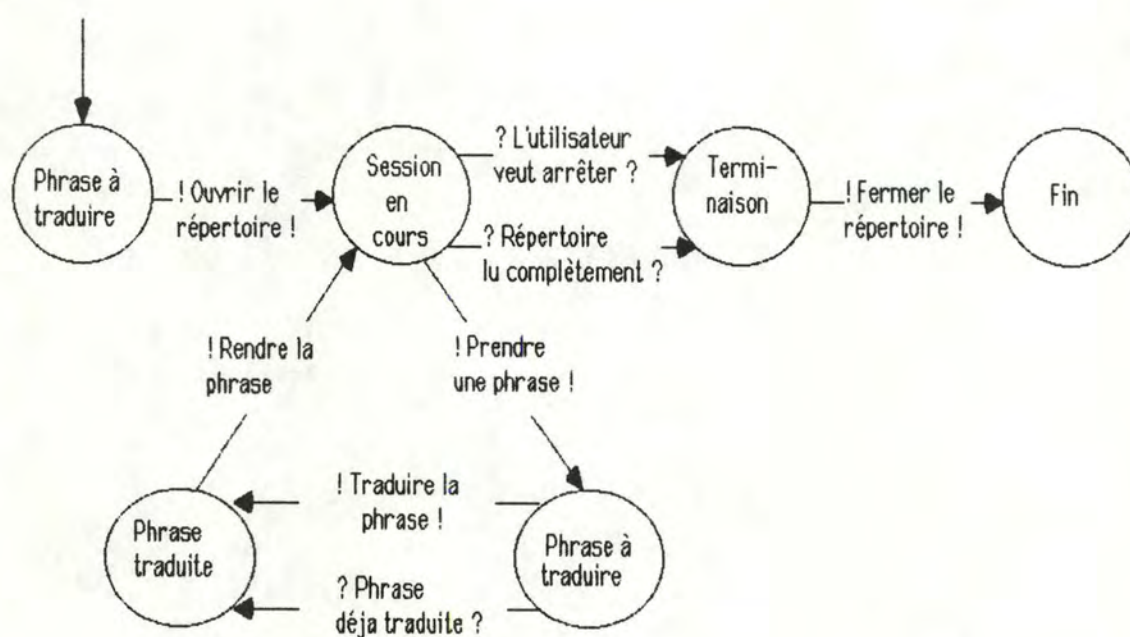 Phrase à
traduire
! Ouvrir le
répertoire !
Session
en
cours
? L'utilisateur
veut arrêter ?
? Répertoire
lu complètement ?
Termi-
naison
! Fermer le
répertoire !
Fin
! Rendre la
phrase
! Prendre
une phrase !
Phrase
traduite
! Traduire la
phrase !
? Phrase
déja traduite ?
Phrase à
traduire